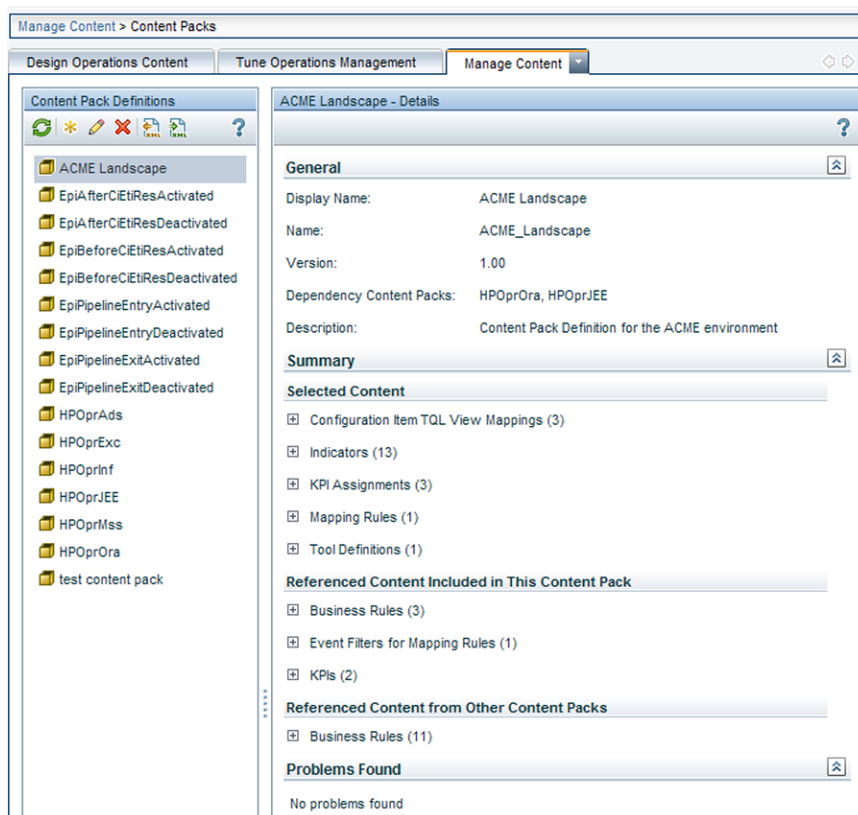 Manage Content > Content Packs
Design Operations Content
Tune Operations Management
Manage Content
Content Pack Definitions
XML
XML
?
ACME Landscape
EpiAfterCiEtiResActivated
EpiAfterCiEtiResDeactivated
EpiBeforeCiEtiResActivated
EpiBeforeCiEtiResDeactivated
EpiPipelineEntryActivated
EpiPipelineEntryDeactivated
EpiPipelineExitActivated
EpiPipelineExitDeactivated
HPOprAds
HPOprExc
HPOprInf
HPOprJEE
HPOprMss
HPOprOra
test content pack
ACME Landscape - Details
?
General
Display Name: ACME Landscape
Name: ACME_Landscape
Version: 1.00
Dependency Content Packs: HPOprOra, HPOprJEE
Description: Content Pack Definition for the ACME environment
Summary
Selected Content
Configuration Item TQL View Mappings (3)
Indicators (13)
KPI Assignments (3)
Mapping Rules (1)
Tool Definitions (1)
Referenced Content Included in This Content Pack
Business Rules (3)
Event Filters for Mapping Rules (1)
KPIs (2)
Referenced Content from Other Content Packs
Business Rules (11)
Problems Found
No problems found